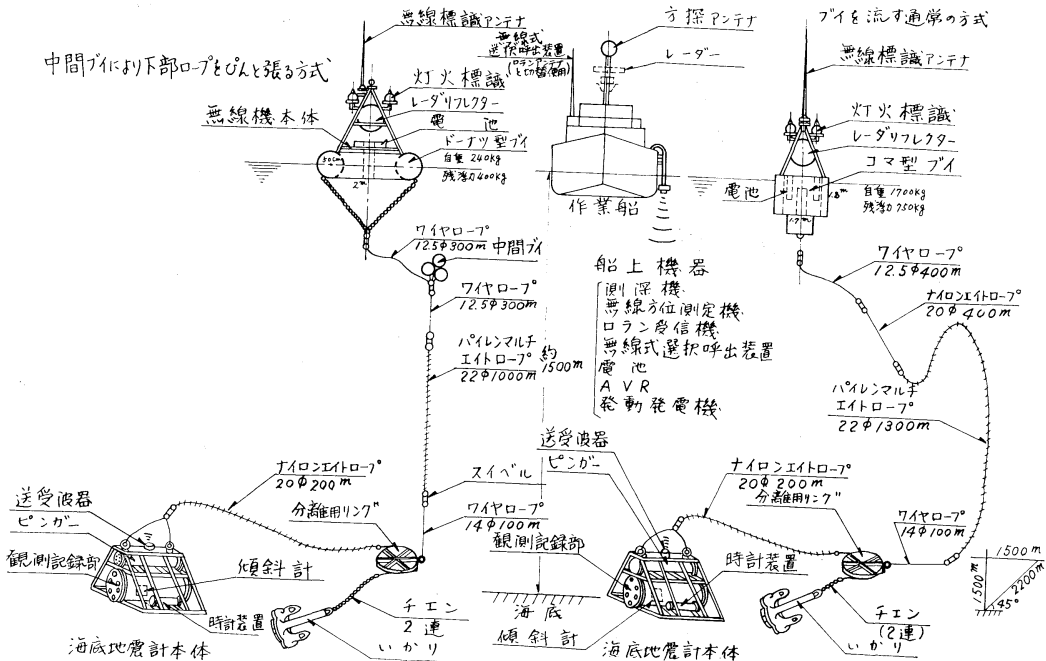 中間ブイにより下部ロープをぴんと張る方式
無線標識アンテナ
灯火標識
レーダリフレクター
無線機本体
電池
ドーナツ型ブイ
自重 240kg
残浮力 400kg
50cm
2m
ワイヤロープ
12.5φ300m
中間ブイ
ワイヤロープ
12.5φ300m
パイレンマルチ
エイトロープ
22φ1000m
スイベル
ワイヤロープ
14φ100m
ナイロンエイトロープ
20φ200m
分離用リング
送受波器
ピンガー
観測記録部
傾斜計
時計装置
海底地震計本体
チエン
2連
いかり
方探アンテナ
無線式
選択呼出装置
(ロランアンテナ
レーダー
作業船
約
1500m
船上機器
測深機
無線方位測定機
ロラン受信機
無線式選択呼出装置
電池
AVR
発動発電機
ブイを流す通常の方式
無線標識アンテナ
灯火標識
レーダリフレクター
コマ型ブイ
自重 1700kg
残浮力 750kg
電池
1.8m
1.7m
ワイヤロープ
12.5φ400m
ナイロンエイトロープ
20φ400m
パイレンマルチ
エイトロープ
22φ1300m
送受波器
ピンガー
ナイロンエイトロープ
20φ200m
分離用リング
ワイヤロープ
14φ100m
観測記録部
時計装置
海底
傾斜計
海底地震計本体
チエン
(2連)
いかり
1500m
1500m
2200m
45°